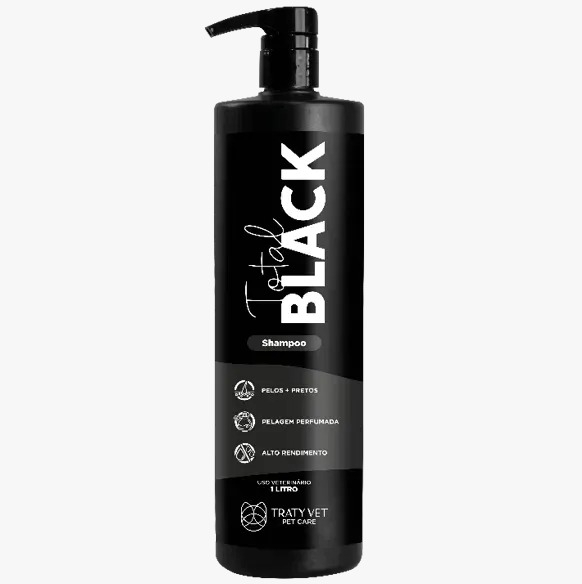 Total
BLACK
Shampoo
PELOS + PRETOS
PELAGEM PERFUMADA
ALTO RENDIMENTO
USO VETERINÁRIO
1 LITRO
TRATY VET
PET CARE